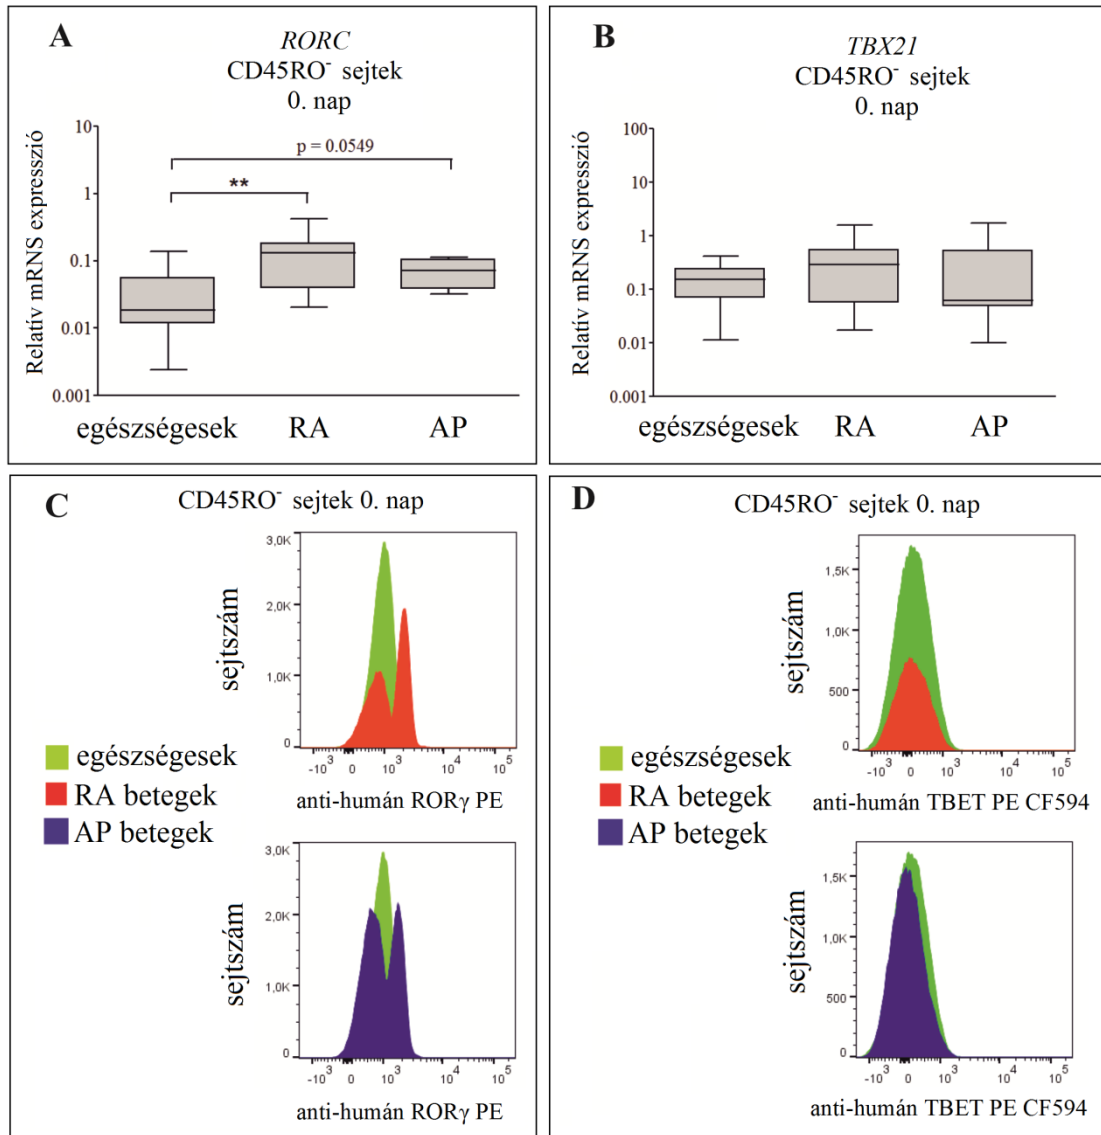 A
RORC
CD45RO⁻ sejtek
0. nap
Relatív mRNS expresszió
10
1
0.1
0.01
0.001
p = 0.0549
**
egészségesek RA AP
B
TBX21
CD45RO⁻ sejtek
0. nap
Relatív mRNS expresszió
100
10
1
0.1
0.01
0.001
egészségesek RA AP
C
CD45RO⁻ sejtek 0. nap
sejtszám
3,0K
2,0K
1,0K
0
-10³ 0 10³ 10⁴ 10⁵
anti-humán RORγ PE
egészségesek
RA betegek
AP betegek
sejtszám
3,0K
2,0K
1,0K
0
-10³ 0 10³ 10⁴ 10⁵
anti-humán RORγ PE
D
CD45RO⁻ sejtek 0. nap
sejtszám
1,5K
1,0K
500
0
-10³ 0 10³ 10⁴ 10⁵
anti-humán TBET PE CF594
egészségesek
RA betegek
AP betegek
sejtszám
1,5K
1,0K
500
0
-10³ 0 10³ 10⁴ 10⁵
anti-humán TBET PE CF594